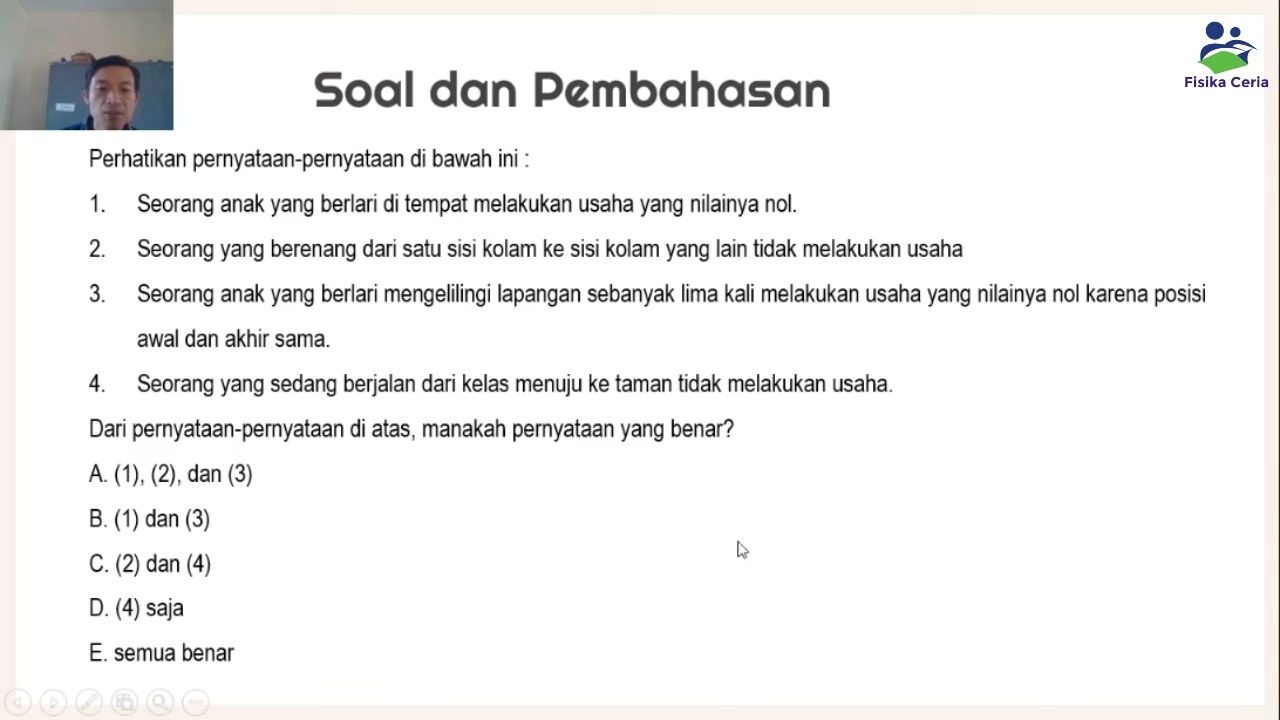 Soal dan Pembahasan
Fisika Ceria
Perhatikan pernyataan-pernyataan di bawah ini :
1. Seorang anak yang berlari di tempat melakukan usaha yang nilainya nol.
2. Seorang yang berenang dari satu sisi kolam ke sisi kolam yang lain tidak melakukan usaha
3. Seorang anak yang berlari mengelilingi lapangan sebanyak lima kali melakukan usaha yang nilainya nol karena posisi
awal dan akhir sama.
4. Seorang yang sedang berjalan dari kelas menuju ke taman tidak melakukan usaha.
Dari pernyataan-pernyataan di atas, manakah pernyataan yang benar?
A. (1), (2), dan (3)
B. (1) dan (3)
C. (2) dan (4)
D. (4) saja
E. semua benar